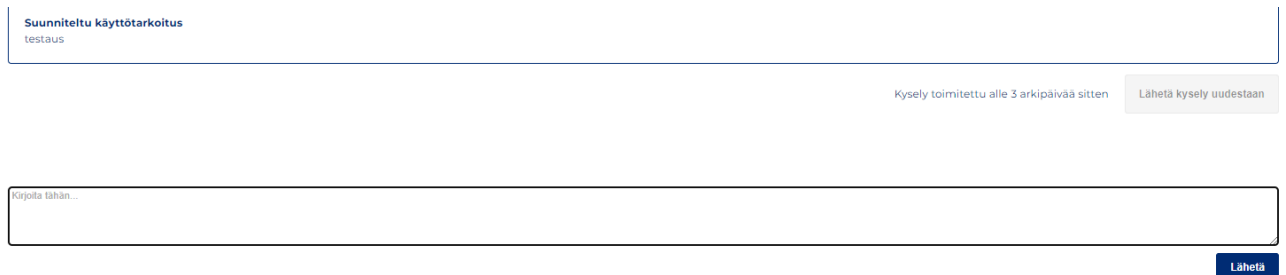 Suunniteltu käyttötarkoitus
testaus
Kysely toimitettu alle 3 arkipäivää sitten
Lähetä kysely uudestaan
Kirjoita tähän...
Lähetä